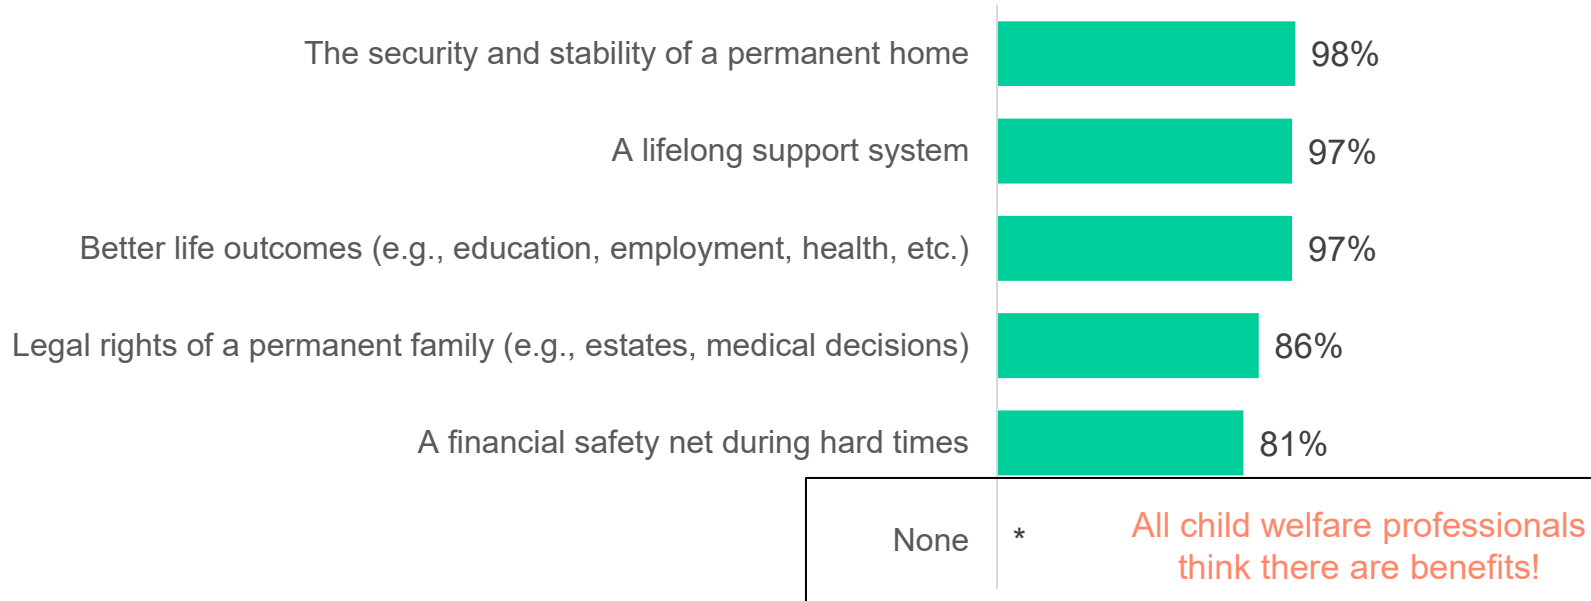 The security and stability of a permanent home 98%
A lifelong support system 97%
Better life outcomes (e.g., education, employment, health, etc.) 97%
Legal rights of a permanent family (e.g., estates, medical decisions) 86%
A financial safety net during hard times 81%
None * All child welfare professionals
think there are benefits!